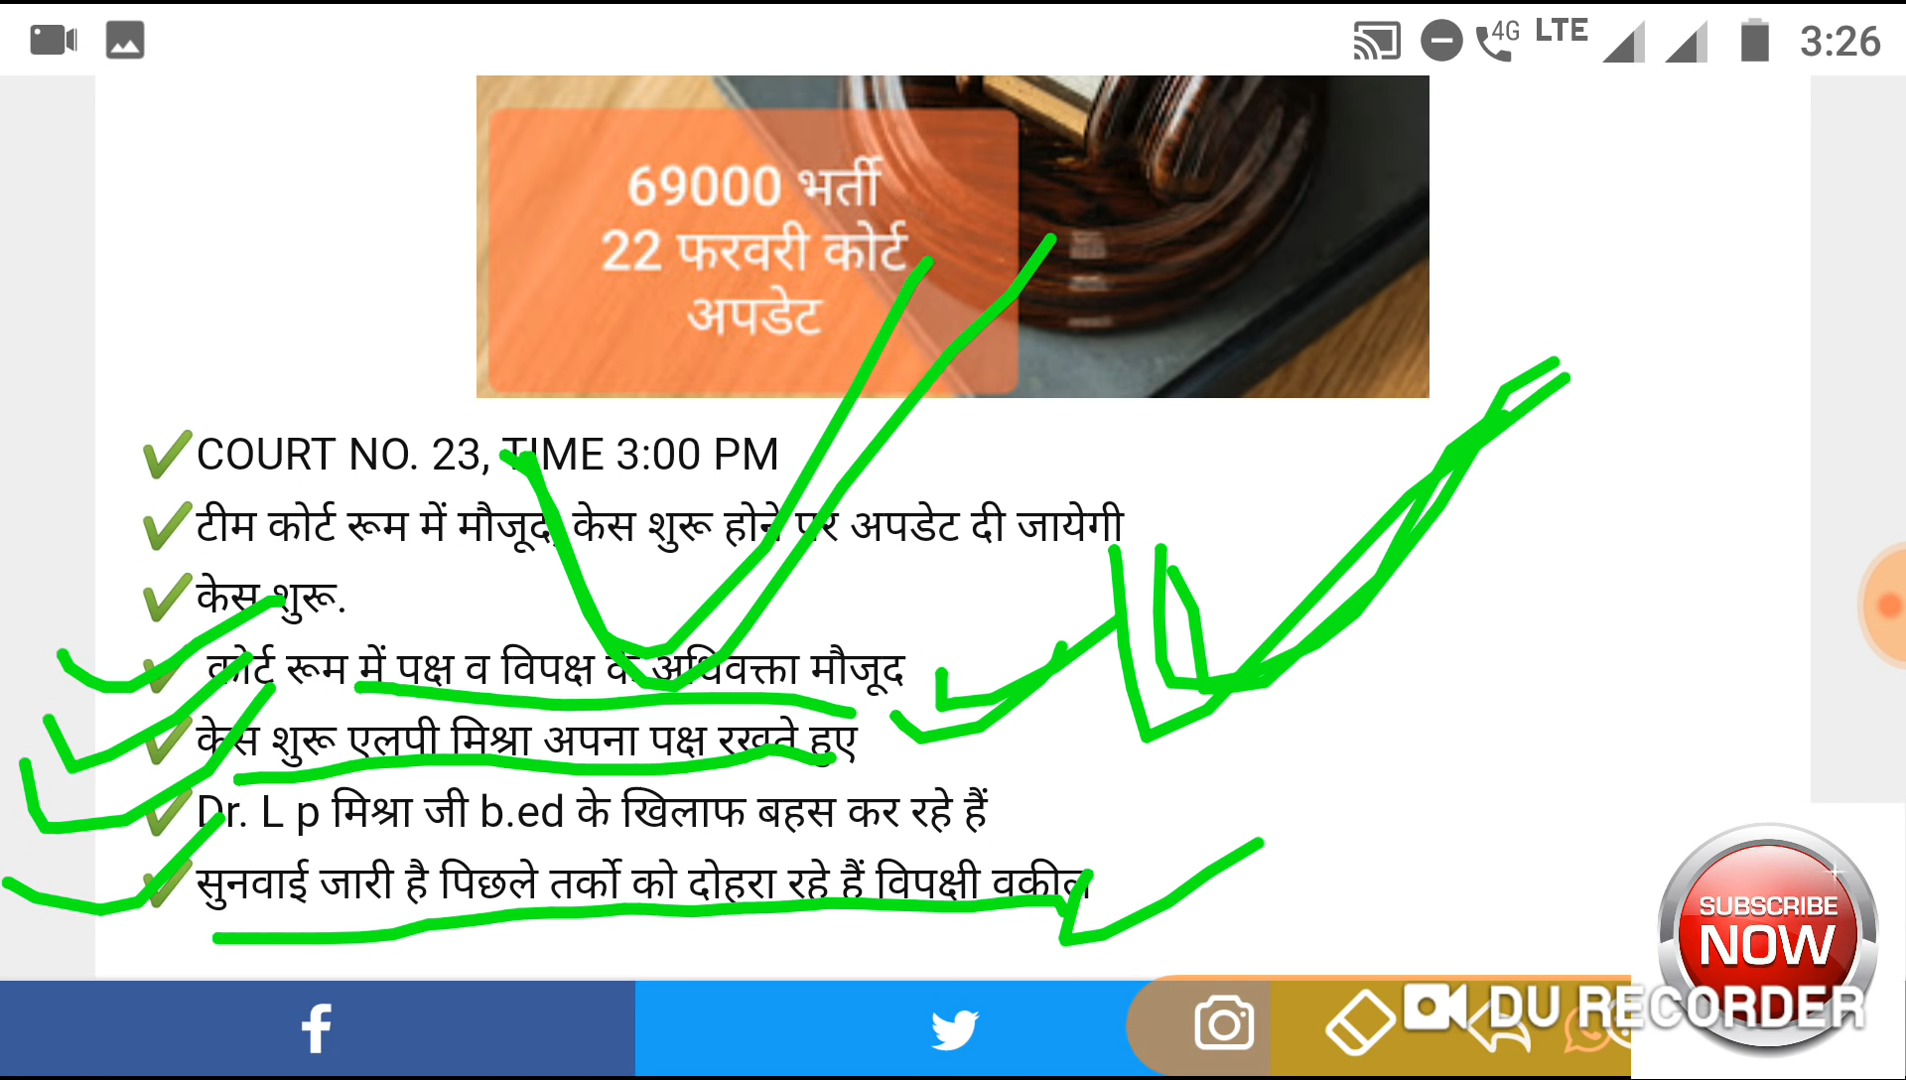 4G LTE 3:26
69000 भर्ती
22 फरवरी कोर्ट
अपडेट
✔COURT NO. 23, TIME 3:00 PM
✔टीम कोर्ट रूम में मौजूद, केस शुरू होने पर अपडेट दी जायेगी
✔केस शुरू.
✔ कोर्ट रूम में पक्ष व विपक्ष के अधिवक्ता मौजूद
✔केस शुरू एलपी मिश्रा अपना पक्ष रखते हुए
✔Dr. L p मिश्रा जी b.ed के खिलाफ बहस कर रहे हैं
✔सुनवाई जारी है पिछले तर्को को दोहरा रहे हैं विपक्षी वकील
SUBSCRIBE
NOW
DU RECORDER